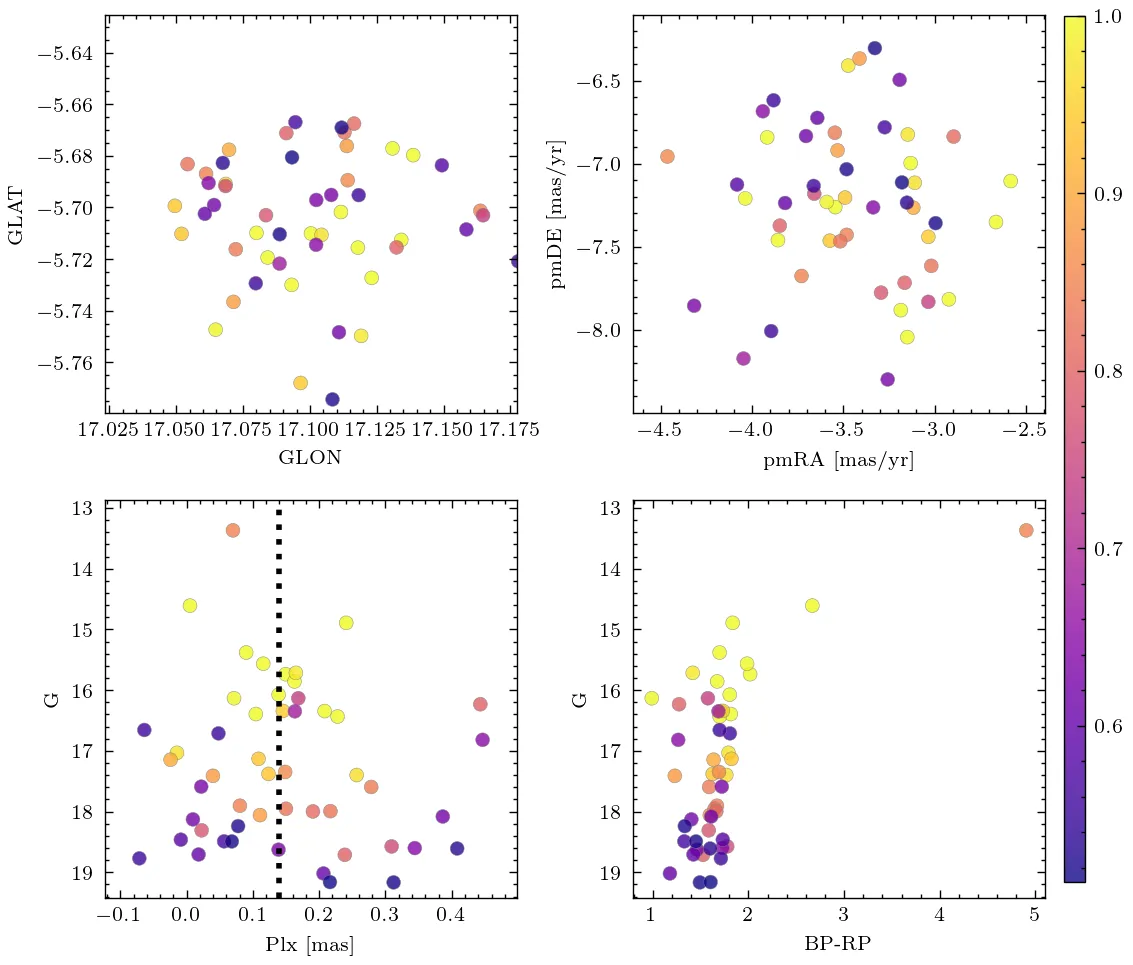 −5.64
−5.66
−5.68
−5.70
−5.72
−5.74
−5.76
GLAT
17.025 17.050 17.075 17.100 17.125 17.150 17.175
GLON
−6.5
−7.0
−7.5
−8.0
pmDE [mas/yr]
−4.5 −4.0 −3.5 −3.0 −2.5
pmRA [mas/yr]
13
14
15
16
17
18
19
G
−0.1 0.0 0.1 0.2 0.3 0.4
Plx [mas]
13
14
15
16
17
18
19
G
1 2 3 4 5
BP-RP
1.0
0.9
0.8
0.7
0.6